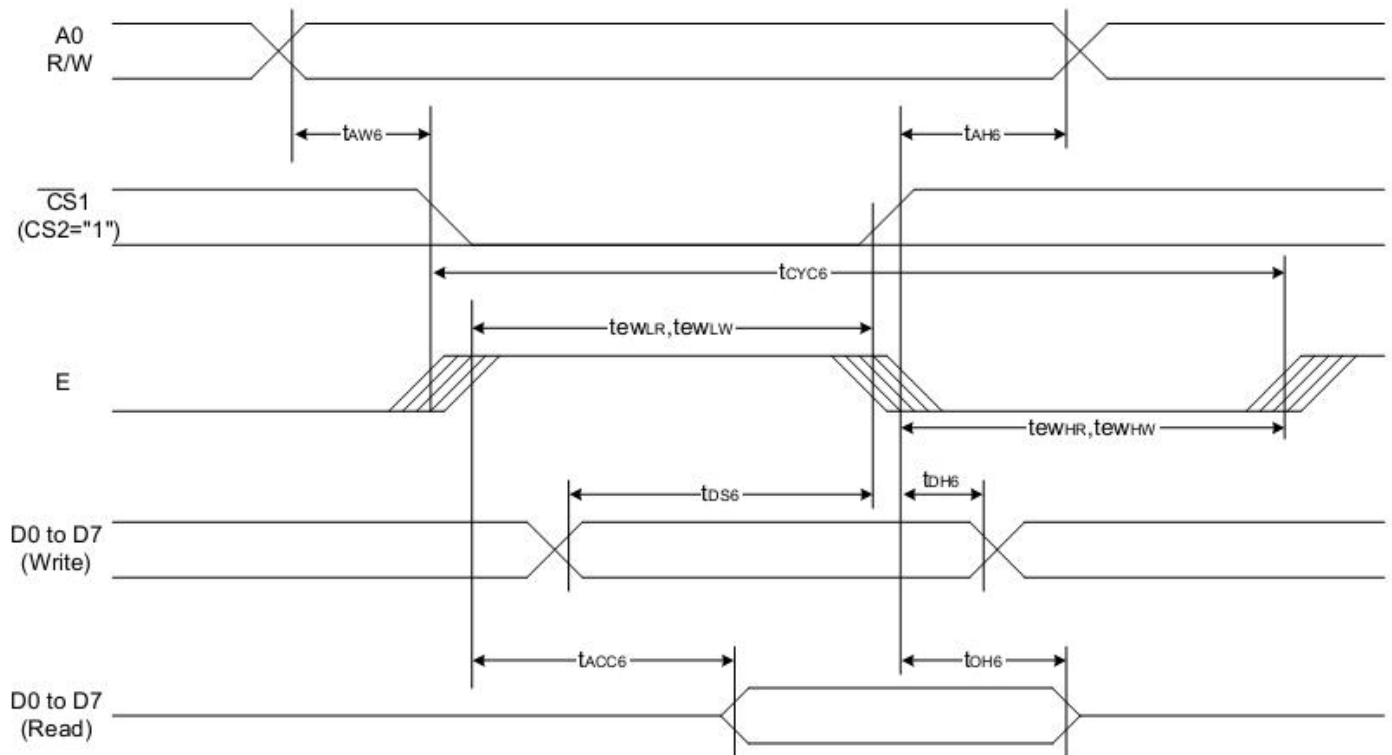 A0
R/W
tAW6
tAH6
CS1
(CS2="1")
tCYC6
tewLR,tewLW
E
tewHR,tewHW
tDS6
tDH6
D0 to D7
(Write)
tACC6
tOH6
D0 to D7
(Read)